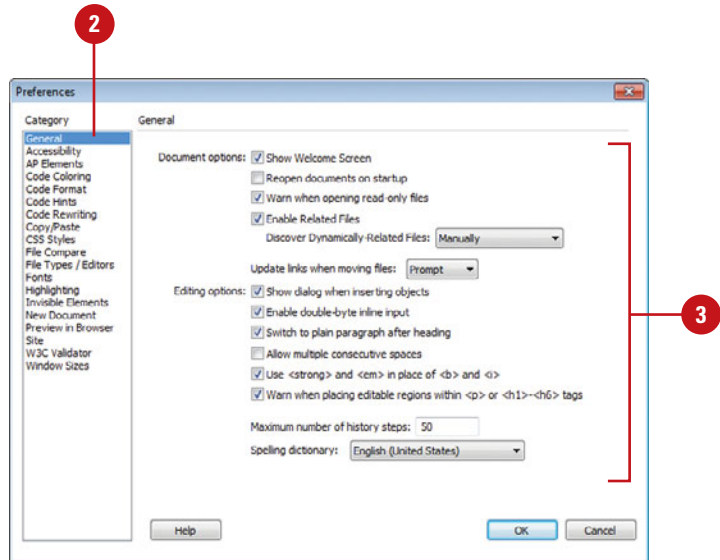 2
Preferences
Category
General
General
Accessibility
AP Elements
Code Coloring
Code Format
Code Hints
Code Rewriting
Copy/Paste
CSS Styles
File Compare
File Types / Editors
Fonts
Highlighting
Invisible Elements
New Document
Preview in Browser
Site
W3C Validator
Window Sizes
Document options: Show Welcome Screen
Reopen documents on startup
Warn when opening read-only files
Enable Related Files
Discover Dynamically-Related Files: Manually
Update links when moving files: Prompt
Editing options: Show dialog when inserting objects
Enable double-byte inline input
Switch to plain paragraph after heading
Allow multiple consecutive spaces
Use <strong> and <em> in place of <b> and <i>
Warn when placing editable regions within <p> or <h1>-<h6> tags
Maximum number of history steps: 50
Spelling dictionary: English (United States)
3
Help
OK
Cancel